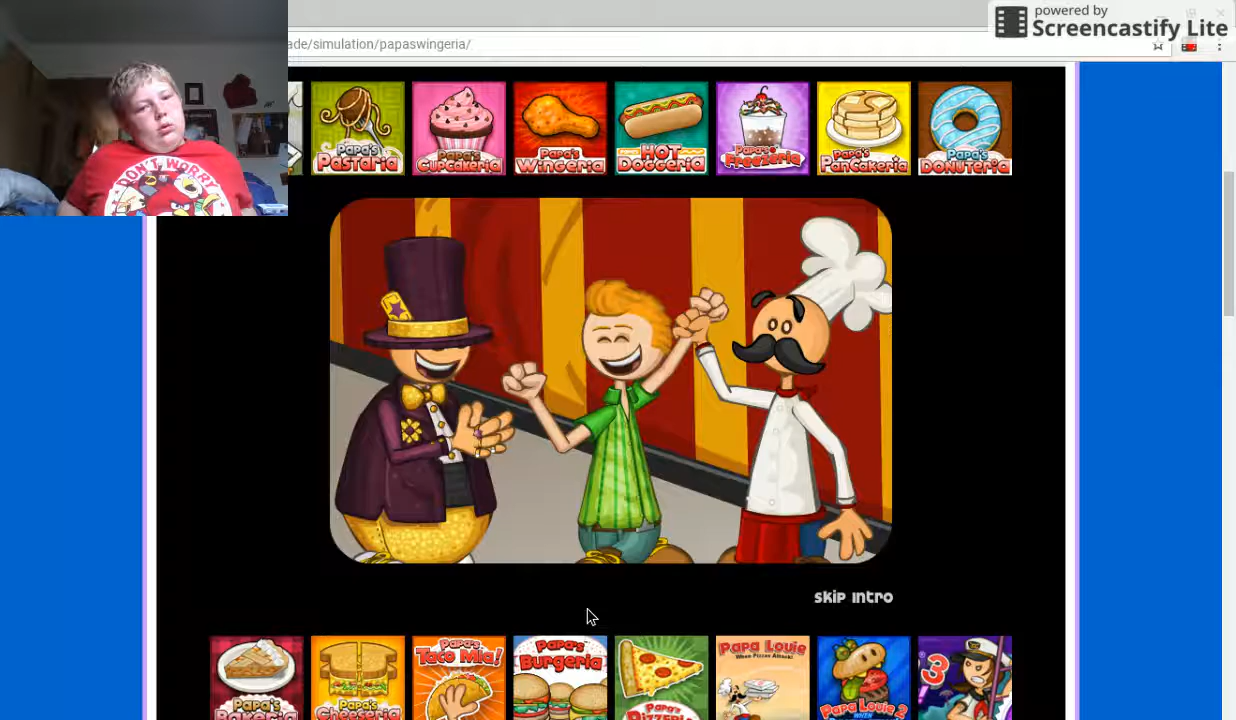 powered by
Screencastify Lite
ade/simulation/papaswingeria/
DON'T WORRY
Papa's
Pastaria
Papa's
Cupcakeria
Papa's
Wingeria
HOT
Doggeria
Papa's
Freezeria
Papa's
Pancakeria
Papa's
Donuteria
skip intro
Papa's
Bakeria
Papa's
Cheeseria
Papa's
Taco Mia!
Papa's
Burgeria
Papa's
Pizzeria
Papa Louie
When Pizzas Attack!
Papa Louie 2
When
3